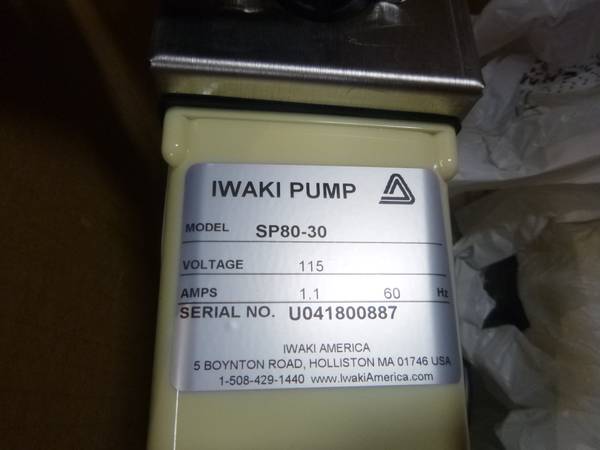 IWAKI PUMP
MODEL SP80-30
VOLTAGE 115
AMPS 1.1 60 Hz
SERIAL NO. U041800887
IWAKI AMERICA
5 BOYNTON ROAD, HOLLISTON MA 01746 USA
1-508-429-1440 www.IwakiAmerica.com